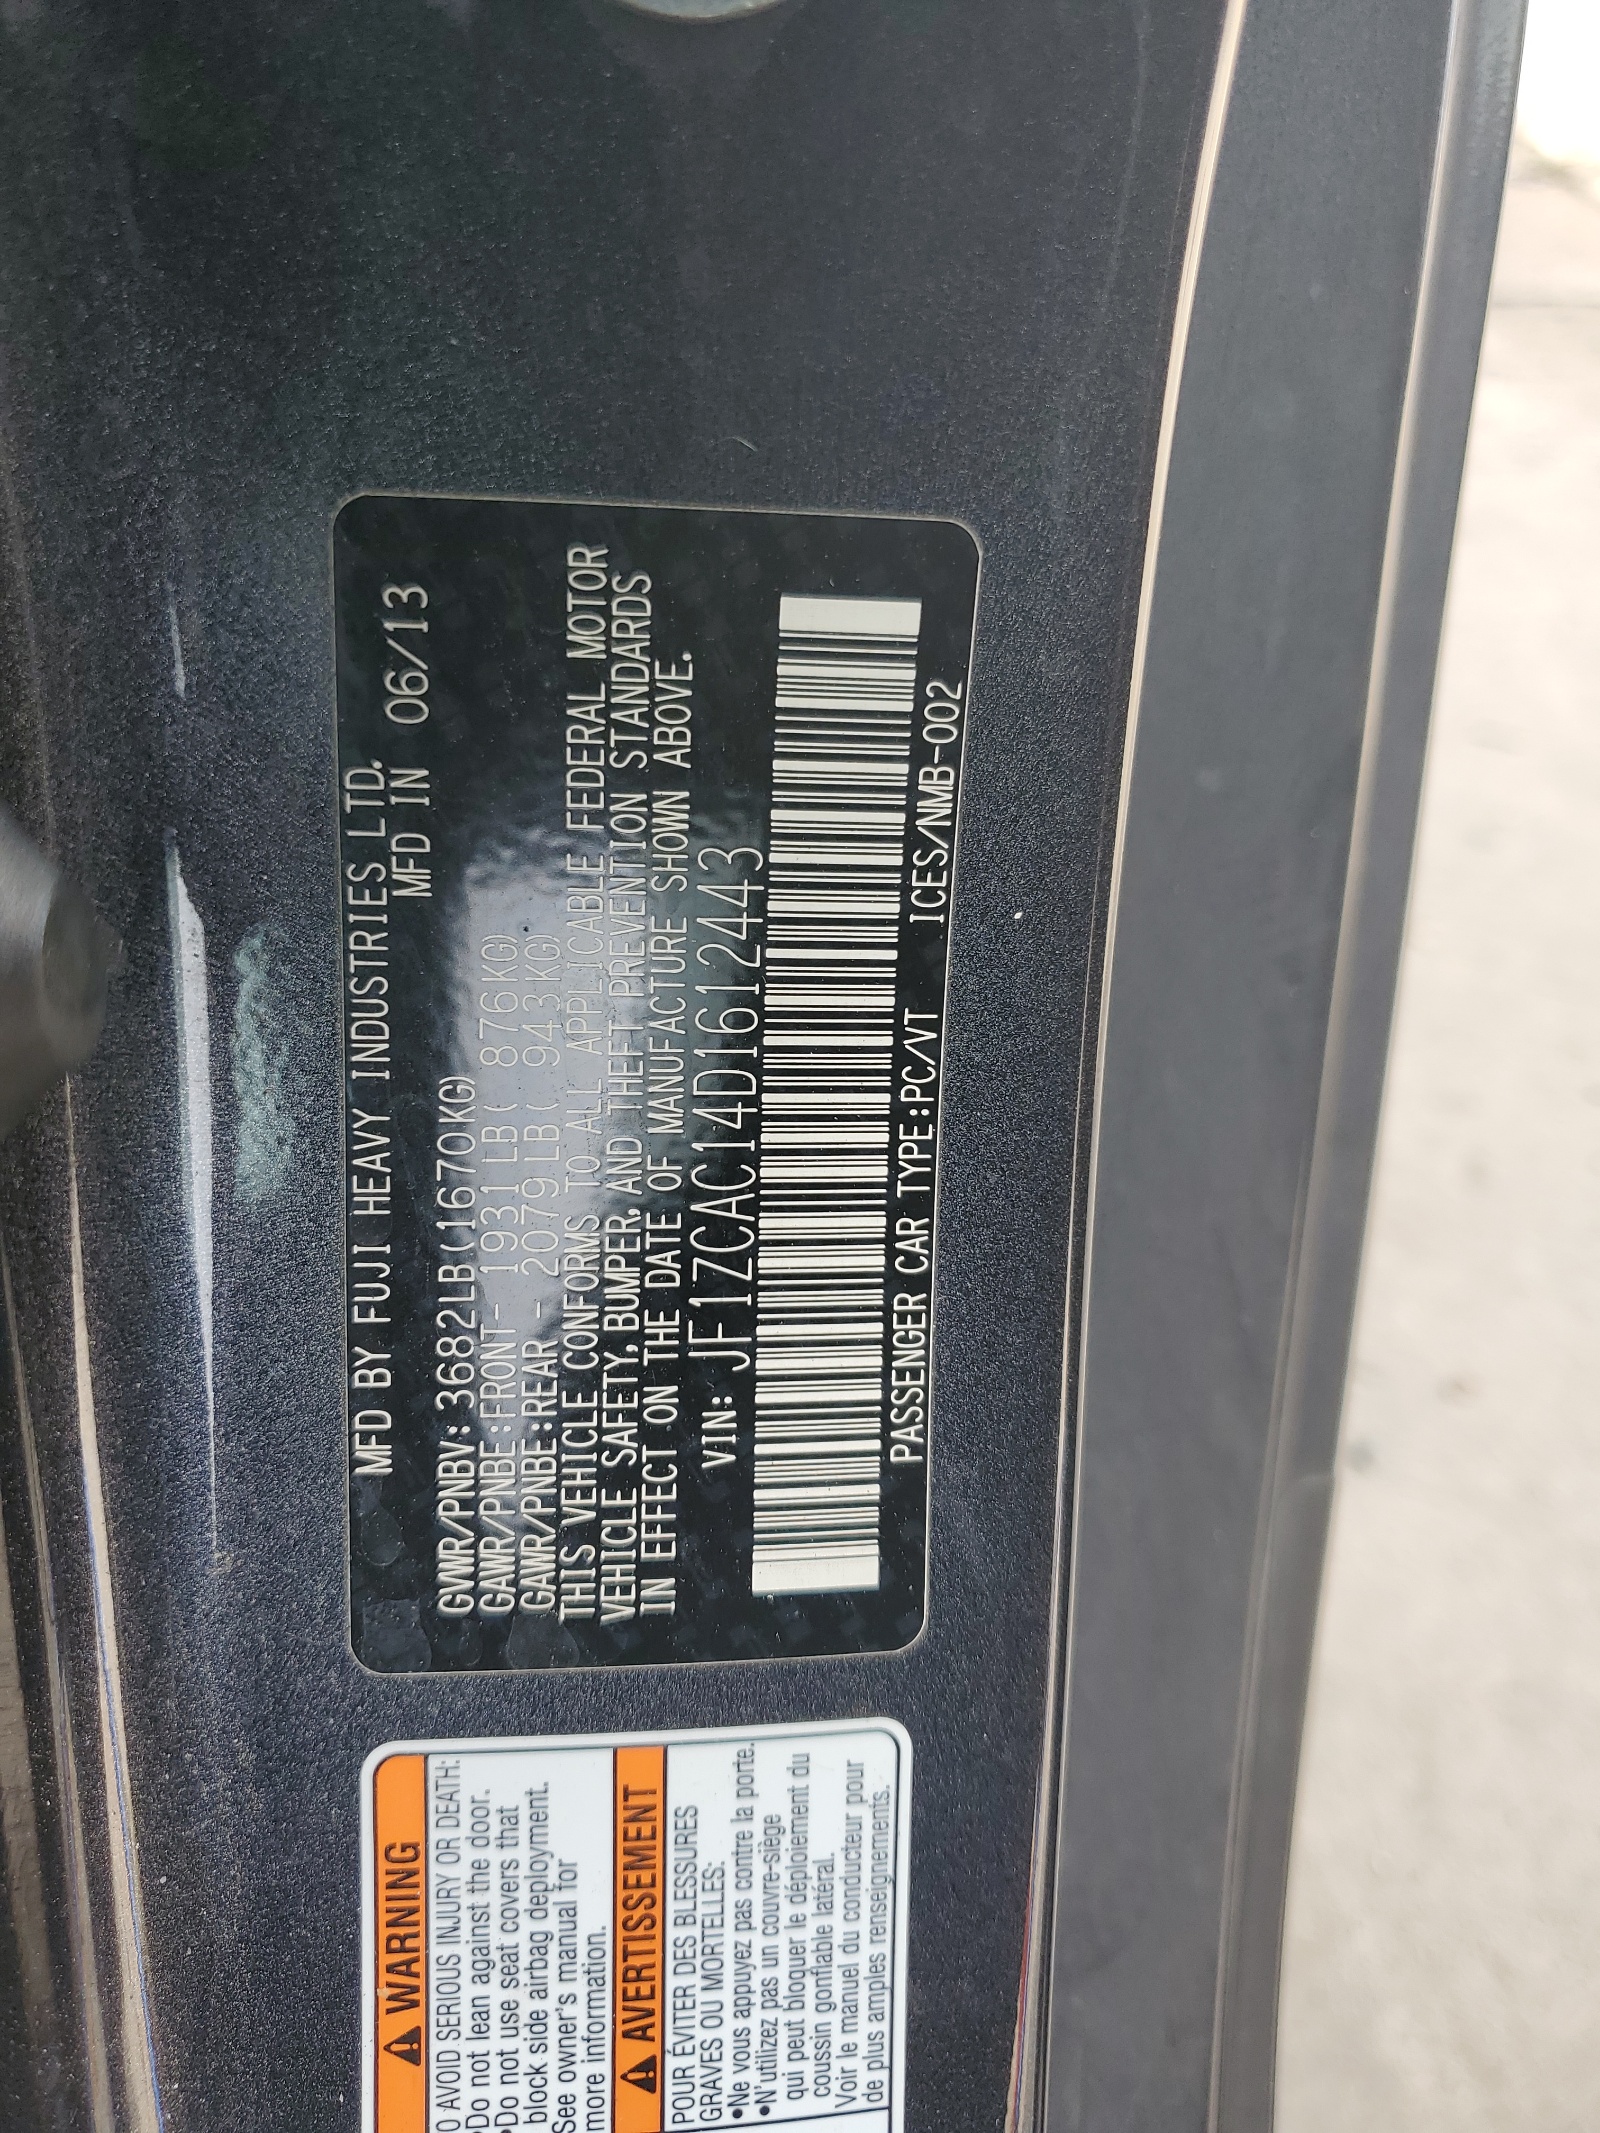 MFD BY FUJI HEAVY INDUSTRIES LTD.
MFD IN 06/13
GVWR/PNBV: 3682LB(1670KG)
GAWR/PNBE:FRONT- 1931LB( 876KG)
GAWR/PNBE:REAR - 2079LB( 943KG)
THIS VEHICLE CONFORMS TO ALL APPLICABLE FEDERAL MOTOR
VEHICLE SAFETY, BUMPER, AND THEFT PREVENTION STANDARDS
IN EFFECT ON THE DATE OF MANUFACTURE SHOWN ABOVE.
VIN: JF1ZCAC14D1612443
PASSENGER CAR TYPE:PC/VT ICES/NMB-002
WARNING
O AVOID SERIOUS INJURY OR DEATH:
•Do not lean against the door.
•Do not use seat covers that
block side airbag deployment.
See owner's manual for
more information.
AVERTISSEMENT
POUR ÉVITER DES BLESSURES
GRAVES OU MORTELLES:
•Ne vous appuyez pas contre la porte.
•N'utilizez pas un couvre-siège
qui peut bloquer le déploiement du
coussin gonflable latéral.
Voir le manuel du conducteur pour
de plus amples renseignements.